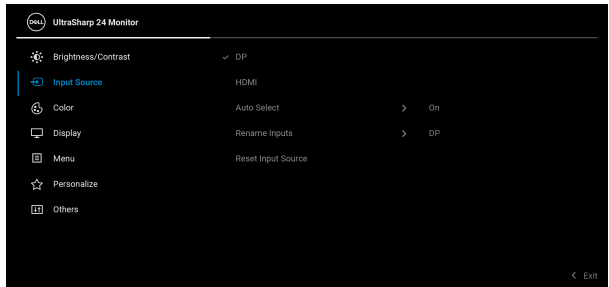 DELL UltraSharp 24 Monitor
Brightness/Contrast DP
Input Source HDMI
Color Auto Select On
Display Rename Inputs DP
Menu Reset Input Source
Personalize
Others
Exit